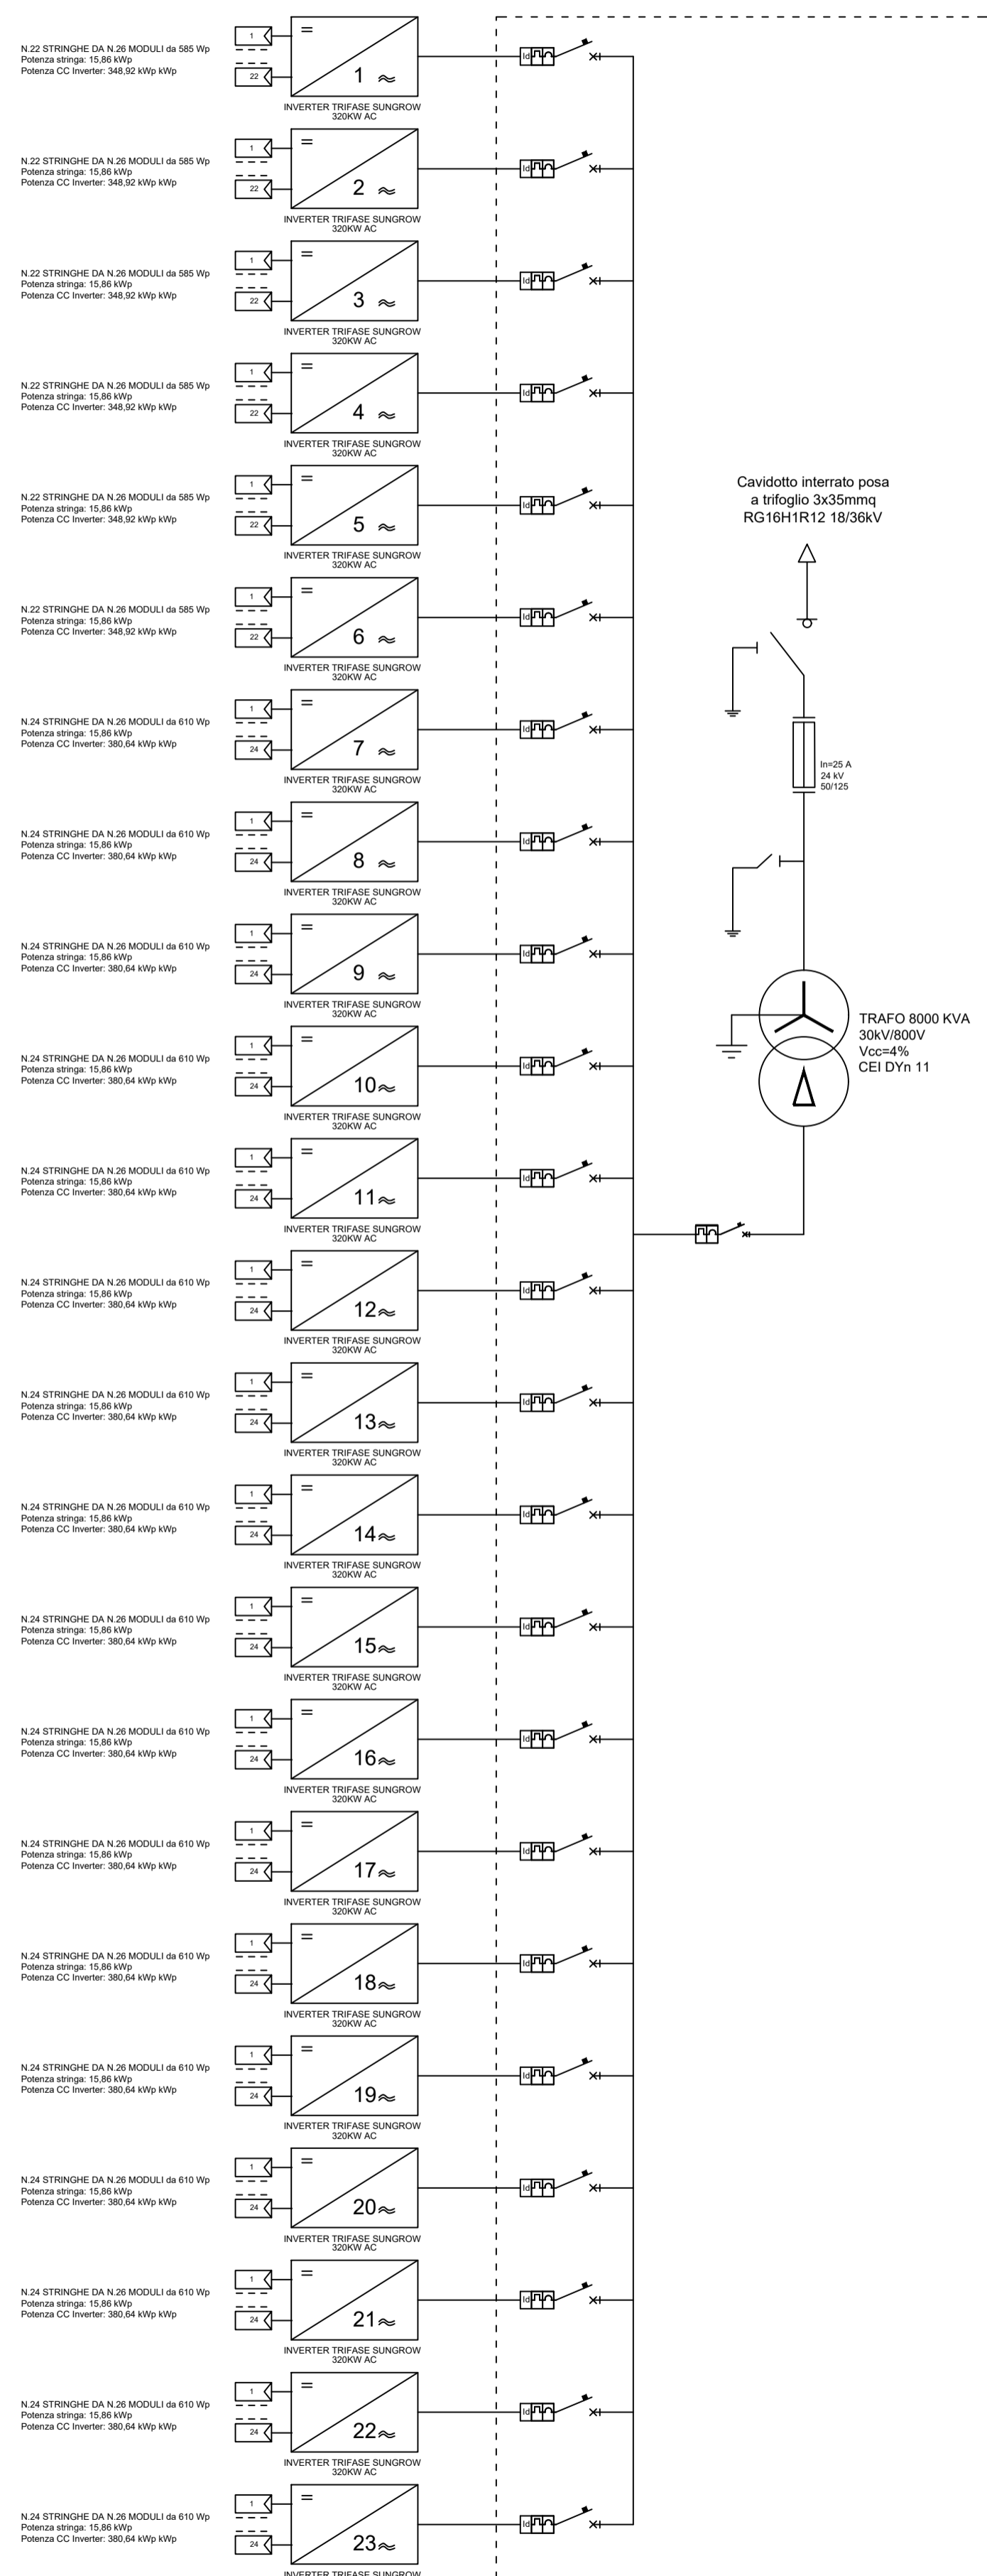 N.22 STRINGHE DA N.26 MODULI da 585 Wp
Potenza stringa: 15,86 kWp
Potenza CC Inverter: 348,92 kWp kWp
1
22
=
1 ≈
INVERTER TRIFASE SUNGROW
320KW AC
Id
N.22 STRINGHE DA N.26 MODULI da 585 Wp
Potenza stringa: 15,86 kWp
Potenza CC Inverter: 348,92 kWp kWp
1
22
=
2 ≈
INVERTER TRIFASE SUNGROW
320KW AC
Id
N.22 STRINGHE DA N.26 MODULI da 585 Wp
Potenza stringa: 15,86 kWp
Potenza CC Inverter: 348,92 kWp kWp
1
22
=
3 ≈
INVERTER TRIFASE SUNGROW
320KW AC
Id
N.22 STRINGHE DA N.26 MODULI da 585 Wp
Potenza stringa: 15,86 kWp
Potenza CC Inverter: 348,92 kWp kWp
1
22
=
4 ≈
INVERTER TRIFASE SUNGROW
320KW AC
Id
N.22 STRINGHE DA N.26 MODULI da 585 Wp
Potenza stringa: 15,86 kWp
Potenza CC Inverter: 348,92 kWp kWp
1
22
=
5 ≈
INVERTER TRIFASE SUNGROW
320KW AC
Id
N.22 STRINGHE DA N.26 MODULI da 585 Wp
Potenza stringa: 15,86 kWp
Potenza CC Inverter: 348,92 kWp kWp
1
22
=
6 ≈
INVERTER TRIFASE SUNGROW
320KW AC
Id
N.24 STRINGHE DA N.26 MODULI da 610 Wp
Potenza stringa: 15,86 kWp
Potenza CC Inverter: 380,64 kWp kWp
1
24
=
7 ≈
INVERTER TRIFASE SUNGROW
320KW AC
Id
N.24 STRINGHE DA N.26 MODULI da 610 Wp
Potenza stringa: 15,86 kWp
Potenza CC Inverter: 380,64 kWp kWp
1
24
=
8 ≈
INVERTER TRIFASE SUNGROW
320KW AC
Id
N.24 STRINGHE DA N.26 MODULI da 610 Wp
Potenza stringa: 15,86 kWp
Potenza CC Inverter: 380,64 kWp kWp
1
24
=
9 ≈
INVERTER TRIFASE SUNGROW
320KW AC
Id
N.24 STRINGHE DA N.26 MODULI da 610 Wp
Potenza stringa: 15,86 kWp
Potenza CC Inverter: 380,64 kWp kWp
1
24
=
10 ≈
INVERTER TRIFASE SUNGROW
320KW AC
Id
N.24 STRINGHE DA N.26 MODULI da 610 Wp
Potenza stringa: 15,86 kWp
Potenza CC Inverter: 380,64 kWp kWp
1
24
=
11 ≈
INVERTER TRIFASE SUNGROW
320KW AC
Id
N.24 STRINGHE DA N.26 MODULI da 610 Wp
Potenza stringa: 15,86 kWp
Potenza CC Inverter: 380,64 kWp kWp
1
24
=
12 ≈
INVERTER TRIFASE SUNGROW
320KW AC
Id
N.24 STRINGHE DA N.26 MODULI da 610 Wp
Potenza stringa: 15,86 kWp
Potenza CC Inverter: 380,64 kWp kWp
1
24
=
13 ≈
INVERTER TRIFASE SUNGROW
320KW AC
Id
N.24 STRINGHE DA N.26 MODULI da 610 Wp
Potenza stringa: 15,86 kWp
Potenza CC Inverter: 380,64 kWp kWp
1
24
=
14 ≈
INVERTER TRIFASE SUNGROW
320KW AC
Id
N.24 STRINGHE DA N.26 MODULI da 610 Wp
Potenza stringa: 15,86 kWp
Potenza CC Inverter: 380,64 kWp kWp
1
24
=
15 ≈
INVERTER TRIFASE SUNGROW
320KW AC
Id
N.24 STRINGHE DA N.26 MODULI da 610 Wp
Potenza stringa: 15,86 kWp
Potenza CC Inverter: 380,64 kWp kWp
1
24
=
16 ≈
INVERTER TRIFASE SUNGROW
320KW AC
Id
N.24 STRINGHE DA N.26 MODULI da 610 Wp
Potenza stringa: 15,86 kWp
Potenza CC Inverter: 380,64 kWp kWp
1
24
=
17 ≈
INVERTER TRIFASE SUNGROW
320KW AC
Id
N.24 STRINGHE DA N.26 MODULI da 610 Wp
Potenza stringa: 15,86 kWp
Potenza CC Inverter: 380,64 kWp kWp
1
24
=
18 ≈
INVERTER TRIFASE SUNGROW
320KW AC
Id
N.24 STRINGHE DA N.26 MODULI da 610 Wp
Potenza stringa: 15,86 kWp
Potenza CC Inverter: 380,64 kWp kWp
1
24
=
19 ≈
INVERTER TRIFASE SUNGROW
320KW AC
Id
N.24 STRINGHE DA N.26 MODULI da 610 Wp
Potenza stringa: 15,86 kWp
Potenza CC Inverter: 380,64 kWp kWp
1
24
=
20 ≈
INVERTER TRIFASE SUNGROW
320KW AC
Id
N.24 STRINGHE DA N.26 MODULI da 610 Wp
Potenza stringa: 15,86 kWp
Potenza CC Inverter: 380,64 kWp kWp
1
24
=
21 ≈
INVERTER TRIFASE SUNGROW
320KW AC
Id
N.24 STRINGHE DA N.26 MODULI da 610 Wp
Potenza stringa: 15,86 kWp
Potenza CC Inverter: 380,64 kWp kWp
1
24
=
22 ≈
INVERTER TRIFASE SUNGROW
320KW AC
Id
N.24 STRINGHE DA N.26 MODULI da 610 Wp
Potenza stringa: 15,86 kWp
Potenza CC Inverter: 380,64 kWp kWp
1
24
=
23 ≈
INVERTER TRIFASE SUNGROW
Id
Cavidotto interrato posa
a trifoglio 3x35mmq
RG16H1R12 18/36kV
In=25 A
24 kV
50/125
TRAFO 8000 KVA
30kV/800V
Vcc=4%
CEI DYn 11